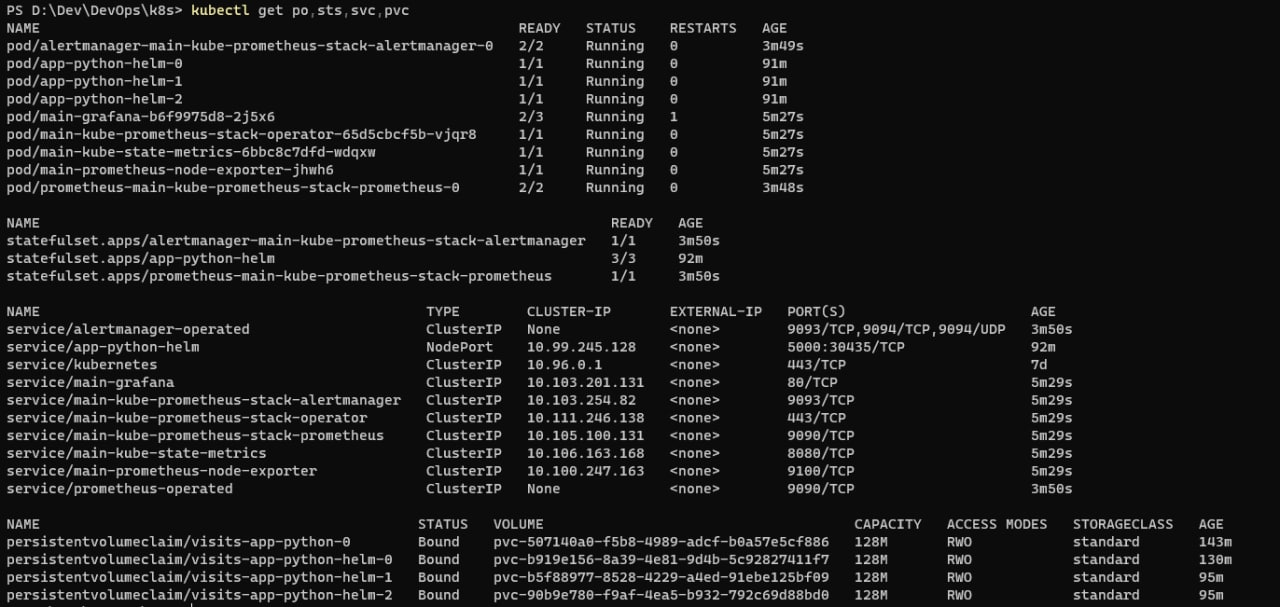 PS D:\Dev\DevOps\k8s> kubectl get po,sts,svc,pvc
NAME READY STATUS RESTARTS AGE
pod/alertmanager-main-kube-prometheus-stack-alertmanager-0 2/2 Running 0 3m49s
pod/app-python-helm-0 1/1 Running 0 91m
pod/app-python-helm-1 1/1 Running 0 91m
pod/app-python-helm-2 1/1 Running 0 91m
pod/main-grafana-b6f9975d8-2j5x6 2/3 Running 1 5m27s
pod/main-kube-prometheus-stack-operator-65d5cbcf5b-vjqr8 1/1 Running 0 5m27s
pod/main-kube-state-metrics-6bbc8c7dfd-wdqxw 1/1 Running 0 5m27s
pod/main-prometheus-node-exporter-jhwh6 1/1 Running 0 5m27s
pod/prometheus-main-kube-prometheus-stack-prometheus-0 2/2 Running 0 3m48s
NAME READY AGE
statefulset.apps/alertmanager-main-kube-prometheus-stack-alertmanager 1/1 3m50s
statefulset.apps/app-python-helm 3/3 92m
statefulset.apps/prometheus-main-kube-prometheus-stack-prometheus 1/1 3m50s
NAME TYPE CLUSTER-IP EXTERNAL-IP PORT(S) AGE
service/alertmanager-operated ClusterIP None <none> 9093/TCP,9094/TCP,9094/UDP 3m50s
service/app-python-helm NodePort 10.99.245.128 <none> 5000:30435/TCP 92m
service/kubernetes ClusterIP 10.96.0.1 <none> 443/TCP 7d
service/main-grafana ClusterIP 10.103.201.131 <none> 80/TCP 5m29s
service/main-kube-prometheus-stack-alertmanager ClusterIP 10.103.254.82 <none> 9093/TCP 5m29s
service/main-kube-prometheus-stack-operator ClusterIP 10.111.246.138 <none> 443/TCP 5m29s
service/main-kube-prometheus-stack-prometheus ClusterIP 10.105.100.131 <none> 9090/TCP 5m29s
service/main-kube-state-metrics ClusterIP 10.106.163.168 <none> 8080/TCP 5m29s
service/main-prometheus-node-exporter ClusterIP 10.100.247.163 <none> 9100/TCP 5m29s
service/prometheus-operated ClusterIP None <none> 9090/TCP 3m50s
NAME STATUS VOLUME CAPACITY ACCESS MODES STORAGECLASS AGE
persistentvolumeclaim/visits-app-python-0 Bound pvc-507140a0-f5b8-4989-adcf-b0a57e5cf886 128M RWO standard 143m
persistentvolumeclaim/visits-app-python-helm-0 Bound pvc-b919e156-8a39-4e81-9d4b-5c92827411f7 128M RWO standard 130m
persistentvolumeclaim/visits-app-python-helm-1 Bound pvc-b5f88977-8528-4229-a4ed-91ebe125bf09 128M RWO standard 95m
persistentvolumeclaim/visits-app-python-helm-2 Bound pvc-90b9e780-f9af-4ea5-b932-792c69d88bd0 128M RWO standard 95m